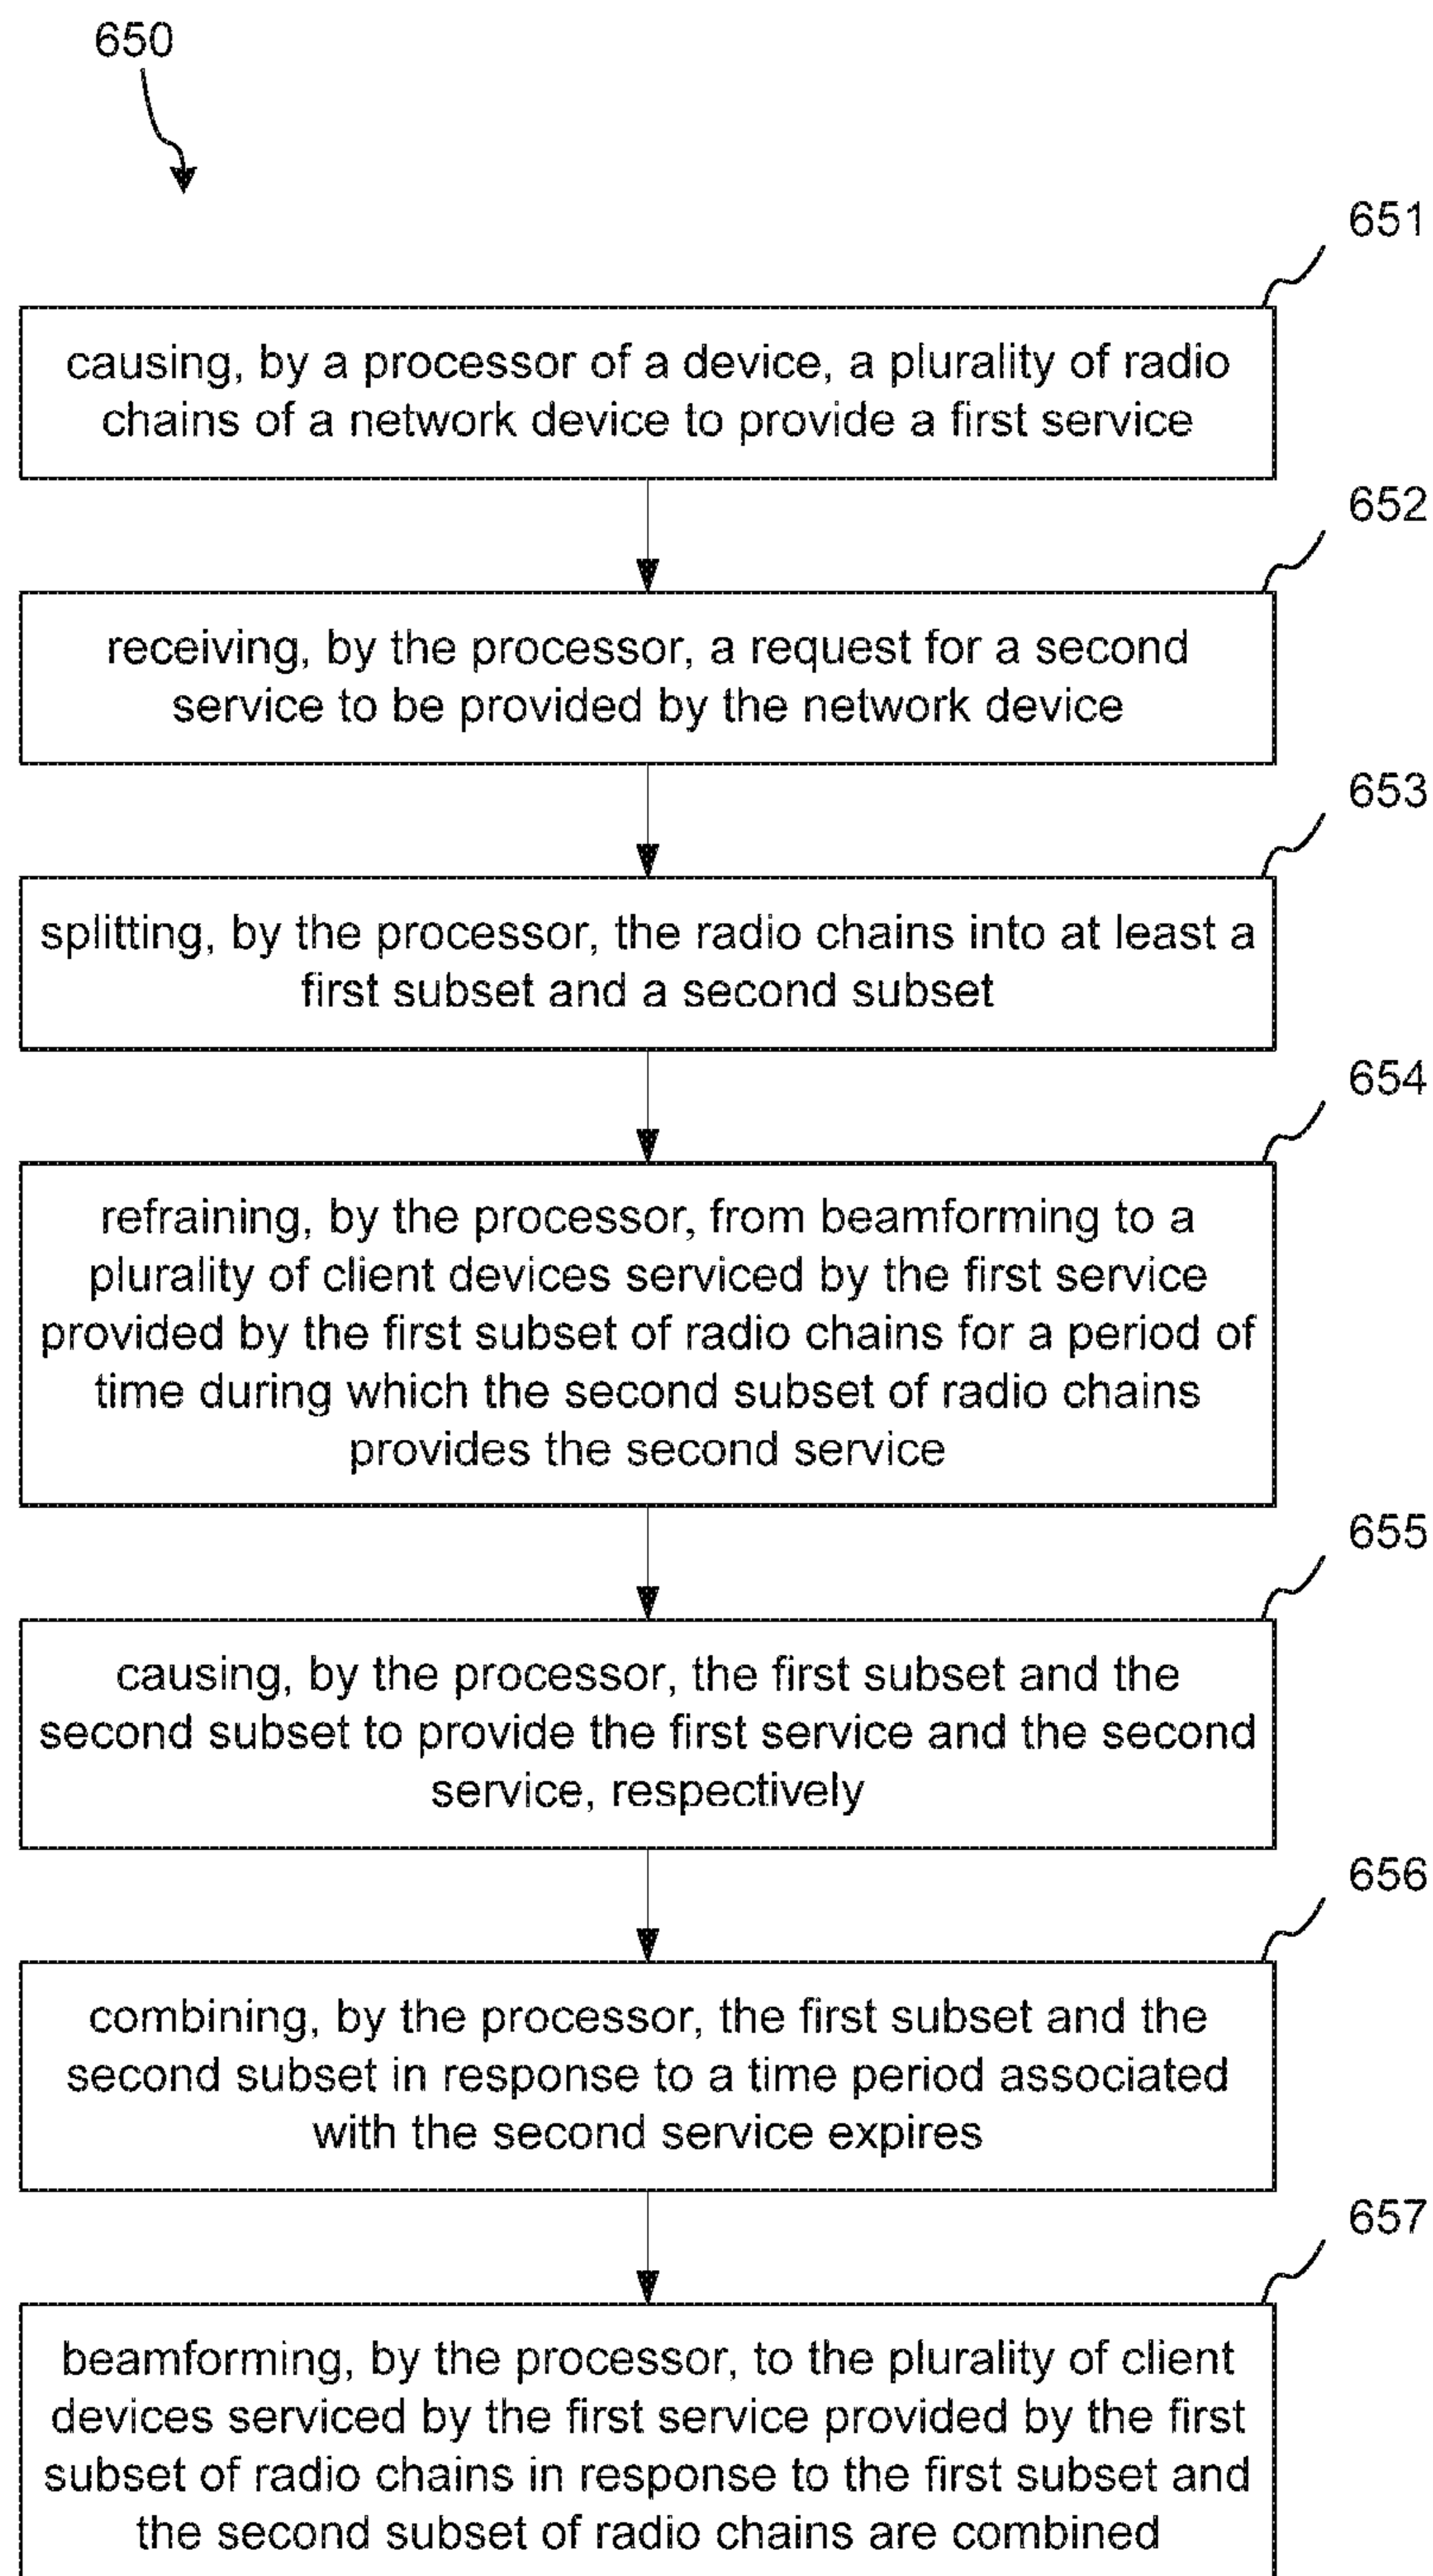 650
651
causing, by a processor of a device, a plurality of radio
chains of a network device to provide a first service
652
receiving, by the processor, a request for a second
service to be provided by the network device
653
splitting, by the processor, the radio chains into at least a
first subset and a second subset
654
refraining, by the processor, from beamforming to a
plurality of client devices serviced by the first service
provided by the first subset of radio chains for a period of
time during which the second subset of radio chains
provides the second service
655
causing, by the processor, the first subset and the
second subset to provide the first service and the second
service, respectively
656
combining, by the processor, the first subset and the
second subset in response to a time period associated
with the second service expires
657
beamforming, by the processor, to the plurality of client
devices serviced by the first service provided by the first
subset of radio chains in response to the first subset and
the second subset of radio chains are combined